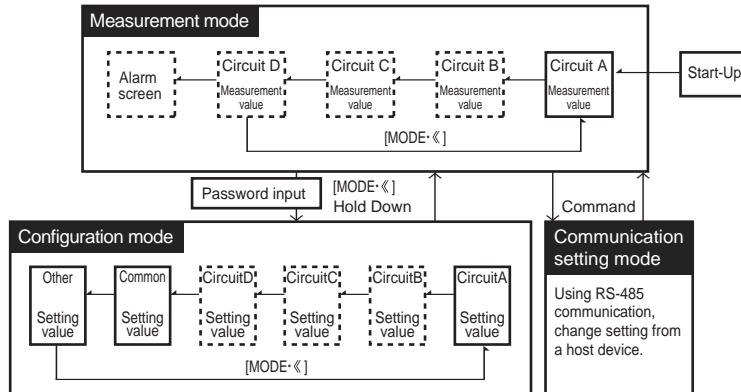 Measurement mode
Alarm
screen
Circuit D
Measurement
value
Circuit C
Measurement
value
Circuit B
Measurement
value
Circuit A
Measurement
value
Start-Up
[MODE·《 ]
Password input
[MODE·《 ]
Hold Down
Command
Configuration mode
Other
Setting
value
Common
Setting
value
CircuitD
Setting
value
CircuitC
Setting
value
CircuitB
Setting
value
CircuitA
Setting
value
[MODE·《 ]
Communication
setting mode
Using RS-485
communication,
change setting from
a host device.